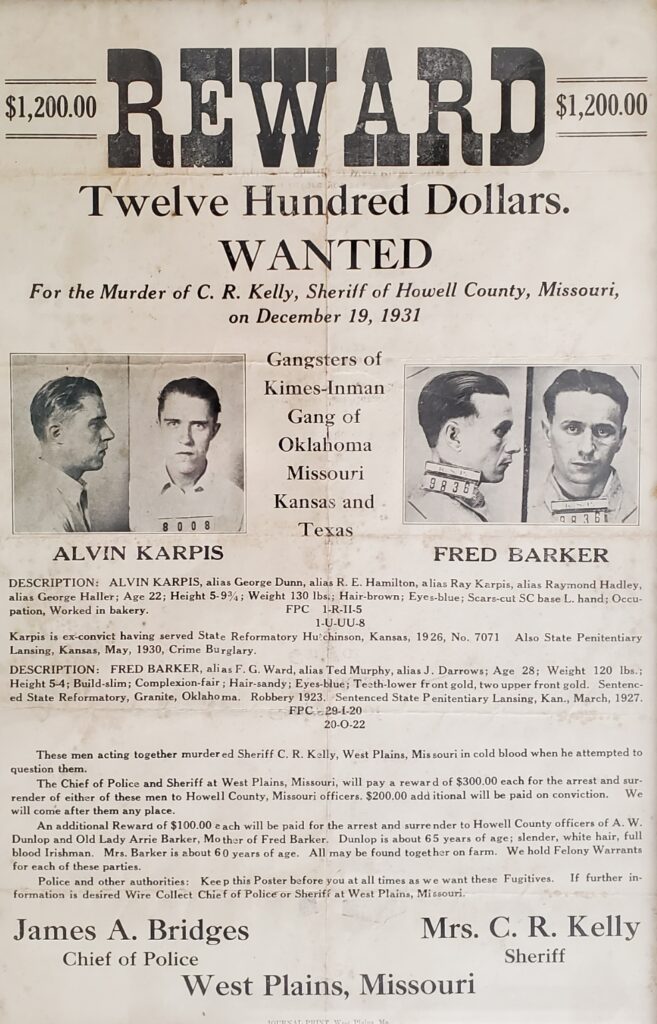 REWARD
$1,200.00
$1,200.00
Twelve Hundred Dollars.
WANTED
For the Murder of C. R. Kelly, Sheriff of Howell County, Missouri,
on December 19, 1931
Gangsters of
Kimes-Inman
Gang of
Oklahoma
Missouri
Kansas and
Texas
8008
K.S.P.
9836
9836
ALVIN KARPIS
FRED BARKER
DESCRIPTION: ALVIN KARPIS, alias George Dunn, alias R. E. Hamilton, alias Ray Karpis, alias Raymond Hadley,
alias George Haller; Age 22; Height 5-9¾; Weight 130 lbs.; Hair-brown; Eyes-blue; Scars-cut SC base L. hand; Occu-
pation, Worked in bakery. FPC 1-R-II-5
1-U-UU-8
Karpis is ex-convict having served State Reformatory Hutchinson, Kansas, 1926, No. 7071 Also State Penitentiary
Lansing, Kansas, May, 1930, Crime Burglary.
DESCRIPTION: FRED BARKER, alias F. G. Ward, alias Ted Murphy, alias J. Darrows; Age 28; Weight 120 lbs.;
Height 5-4; Build-slim; Complexion-fair; Hair-sandy; Eyes-blue; Teeth-lower front gold, two upper front gold. Sentenc-
ed State Reformatory, Granite, Oklahoma. Robbery 1923. Sentenced State Penitentiary Lansing, Kan., March, 1927.
FPC - 29-I-20
20-O-22
These men acting together murdered Sheriff C. R. Kelly, West Plains, Missouri in cold blood when he attempted to
question them.
The Chief of Police and Sheriff at West Plains, Missouri, will pay a reward of $300.00 each for the arrest and sur-
render of either of these men to Howell County, Missouri officers. $200.00 additional will be paid on conviction. We
will come after them any place.
An additional Reward of $100.00 each will be paid for the arrest and surrender to Howell County officers of A. W.
Dunlop and Old Lady Arrie Barker, Mother of Fred Barker. Dunlop is about 65 years of age; slender, white hair, full
blood Irishman. Mrs. Barker is about 60 years of age. All may be found together on farm. We hold Felony Warrants
for each of these parties.
Police and other authorities: Keep this Poster before you at all times as we want these Fugitives. If further in-
formation is desired Wire Collect Chief of Police or Sheriff at West Plains, Missouri.
James A. Bridges
Chief of Police
Mrs. C. R. Kelly
Sheriff
West Plains, Missouri
JOURNAL PRINT, West Plains, Mo.